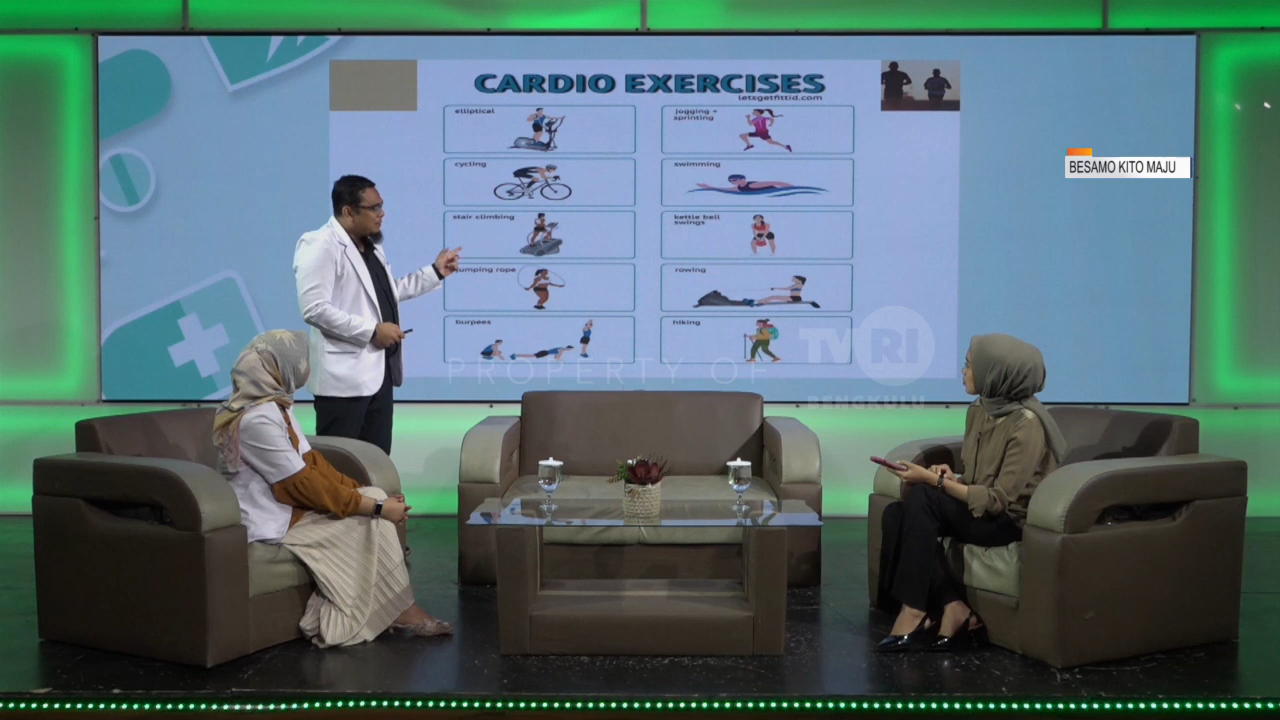 CARDIO EXERCISES
letsgetfittid.com
elliptical
jogging +
sprinting
cycling
swimming
stair climbing
kettle bell
swings
jumping rope
rowing
burpees
hiking
BESAMO KITO MAJU
PROPERTY OF
TVRI
BENGKULU